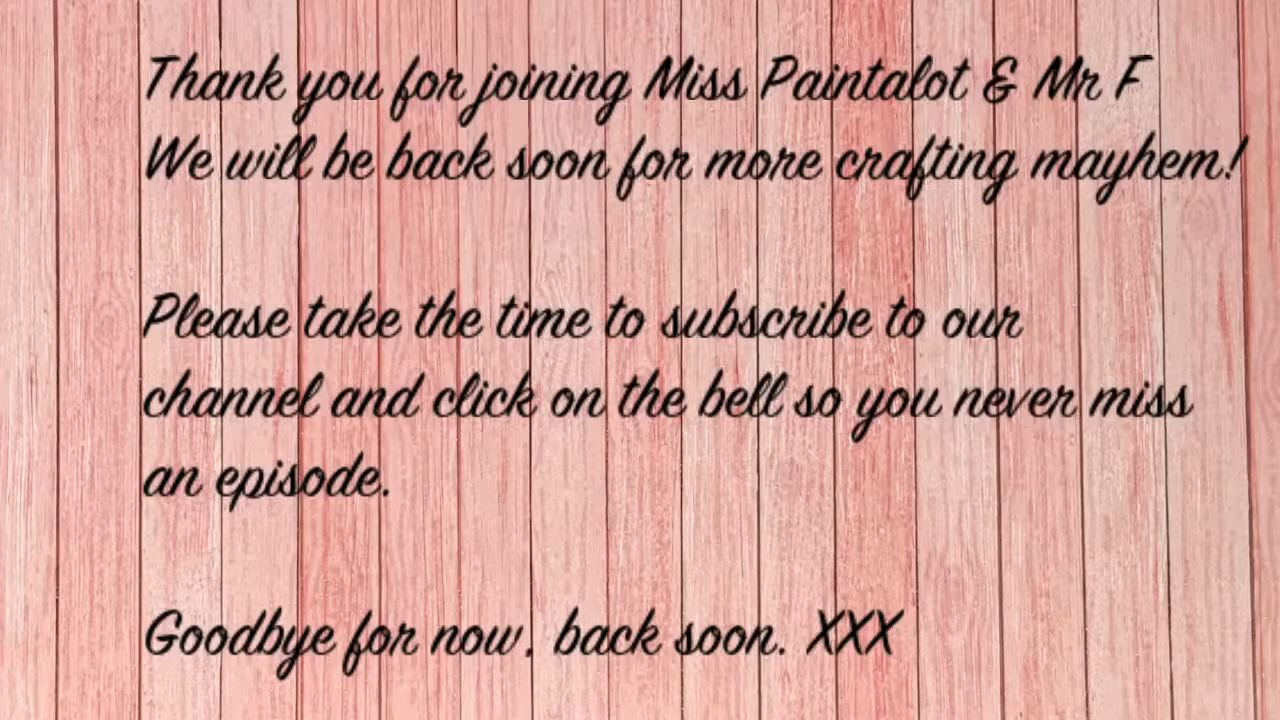 Thank you for joining Miss Paintalot & Mr F
We will be back soon for more crafting mayhem!
Please take the time to subscribe to our
channel and click on the bell so you never miss
an episode.
Goodbye for now, back soon. XXX